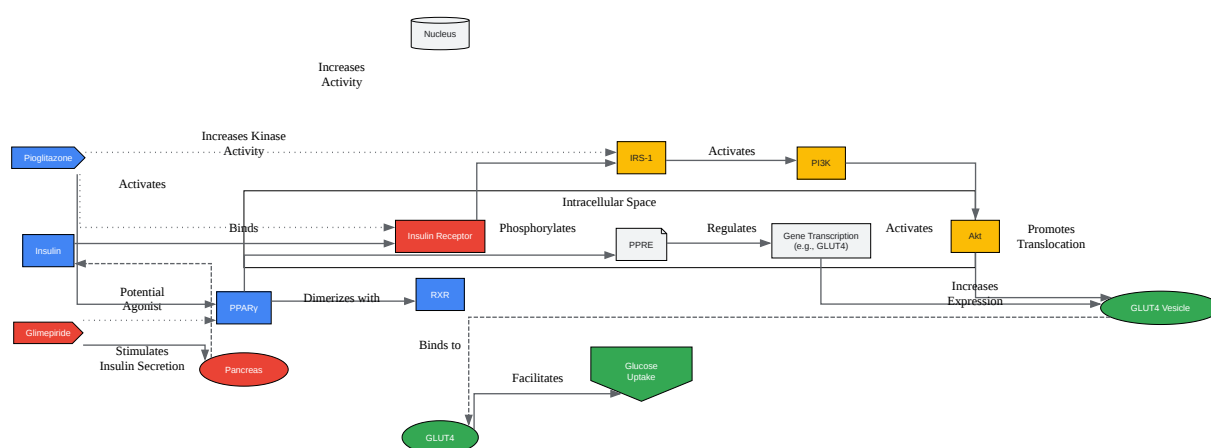 Nucleus
Increases
Activity
Increases Kinase
Activity
Pioglitazone
IRS-1
Activates
PI3K
Activates
Intracellular Space
Binds
Insulin Receptor
Phosphorylates
PPRE
Regulates
Gene Transcription
(e.g., GLUT4)
Activates
Akt
Promotes
Translocation
Insulin
Potential
Agonist
PPARγ
Dimerizes with
RXR
Increases
Expression
GLUT4 Vesicle
Glimepiride
Stimulates
Insulin Secretion
Pancreas
Binds to
Glucose
Uptake
Facilitates
GLUT4